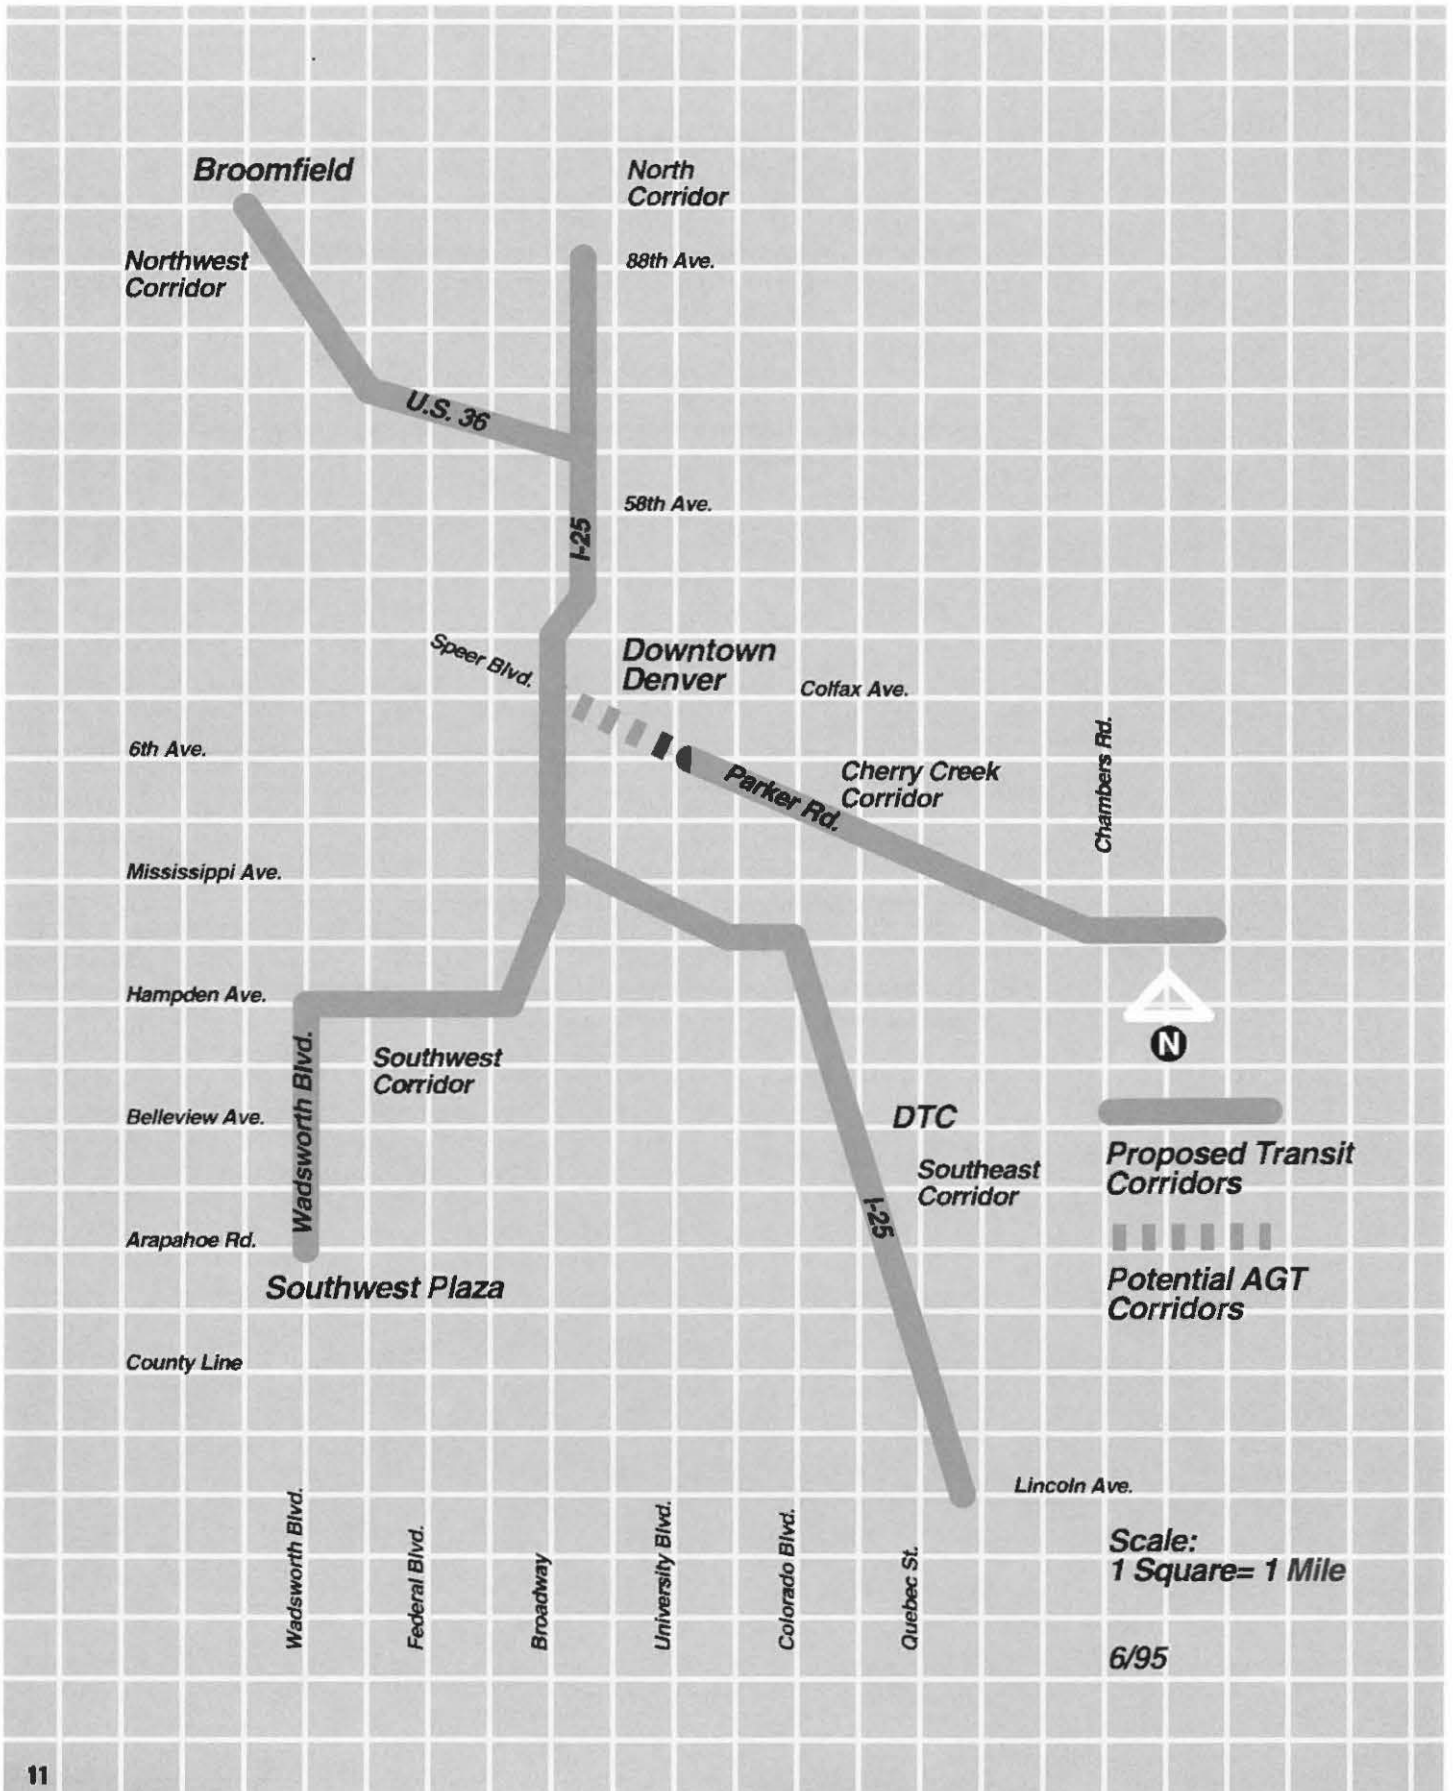 Broomfield
North
Corridor
Northwest
Corridor
88th Ave.
U.S. 36
58th Ave.
I-25
Speer Blvd.
Downtown
Denver
Colfax Ave.
6th Ave.
Chambers Rd.
Parker Rd.
Cherry Creek
Corridor
Mississippi Ave.
Hampden Ave.
N
Wadsworth Blvd.
Southwest
Corridor
Belleview Ave.
DTC
Southeast
Corridor
I-25
Proposed Transit
Corridors
Arapahoe Rd.
Southwest Plaza
Potential AGT
Corridors
County Line
Lincoln Ave.
Wadsworth Blvd.
Federal Blvd.
Broadway
University Blvd.
Colorado Blvd.
Quebec St.
Scale:
1 Square= 1 Mile
6/95
11